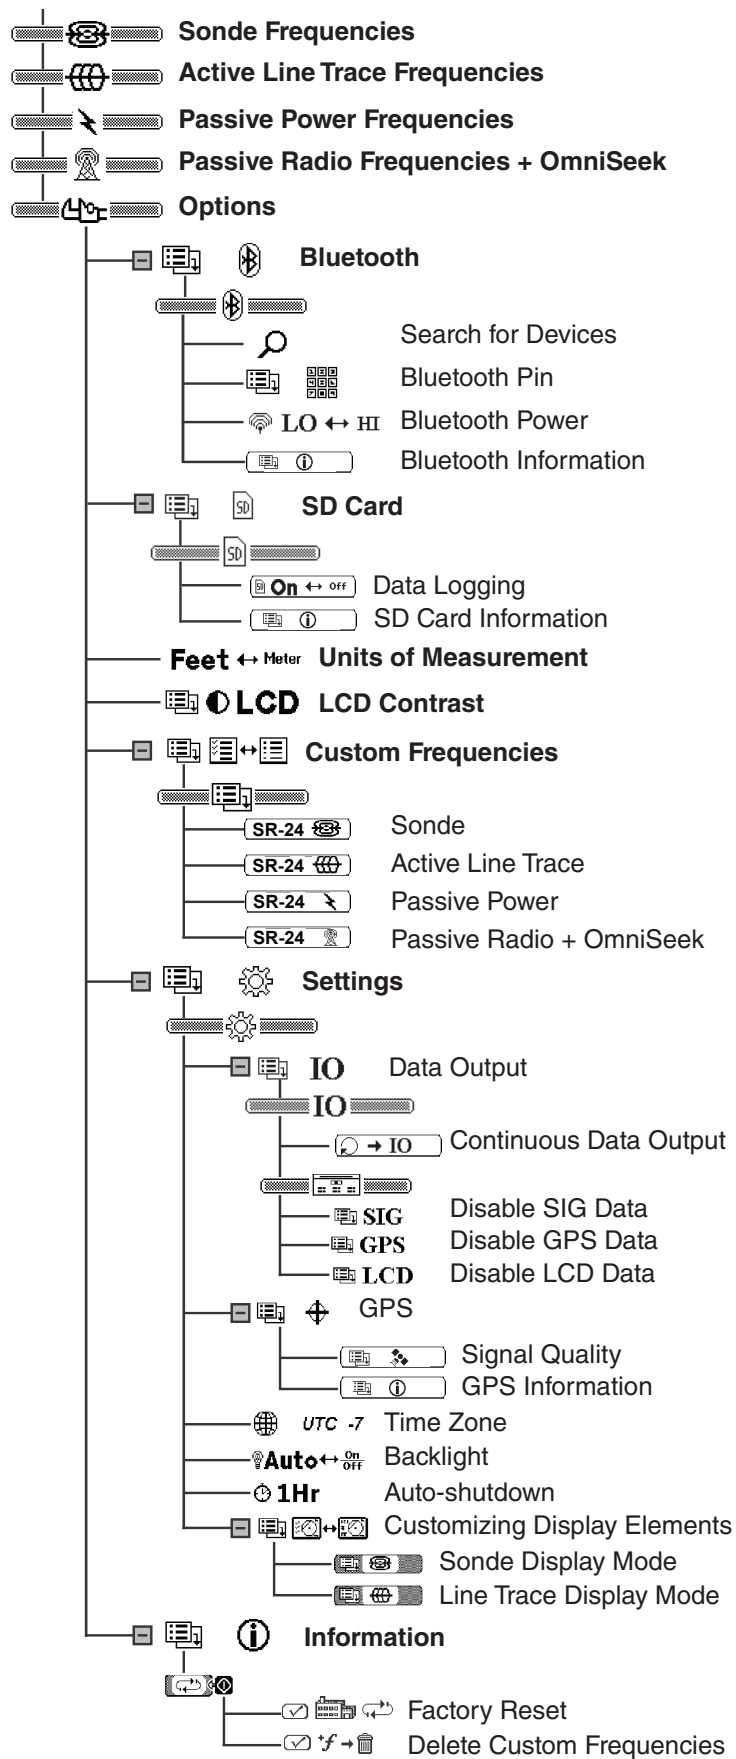 Sonde Frequencies
Active Line Trace Frequencies
Passive Power Frequencies
Passive Radio Frequencies + OmniSeek
Options
Bluetooth
Search for Devices
Bluetooth Pin
LO ↔ HI Bluetooth Power
Bluetooth Information
SD SD Card
SD
SD On ↔ Off Data Logging
SD Card Information
Feet ↔ Meter Units of Measurement
LCD LCD Contrast
Custom Frequencies
SR-24 Sonde
SR-24 Active Line Trace
SR-24 Passive Power
SR-24 Passive Radio + OmniSeek
Settings
IO Data Output
IO
→ IO Continuous Data Output
SIG Disable SIG Data
GPS Disable GPS Data
LCD Disable LCD Data
GPS
Signal Quality
GPS Information
UTC -7 Time Zone
Auto ↔ On/Off Backlight
1Hr Auto-shutdown
Customizing Display Elements
Sonde Display Mode
Line Trace Display Mode
Information
Factory Reset
+f → Delete Custom Frequencies